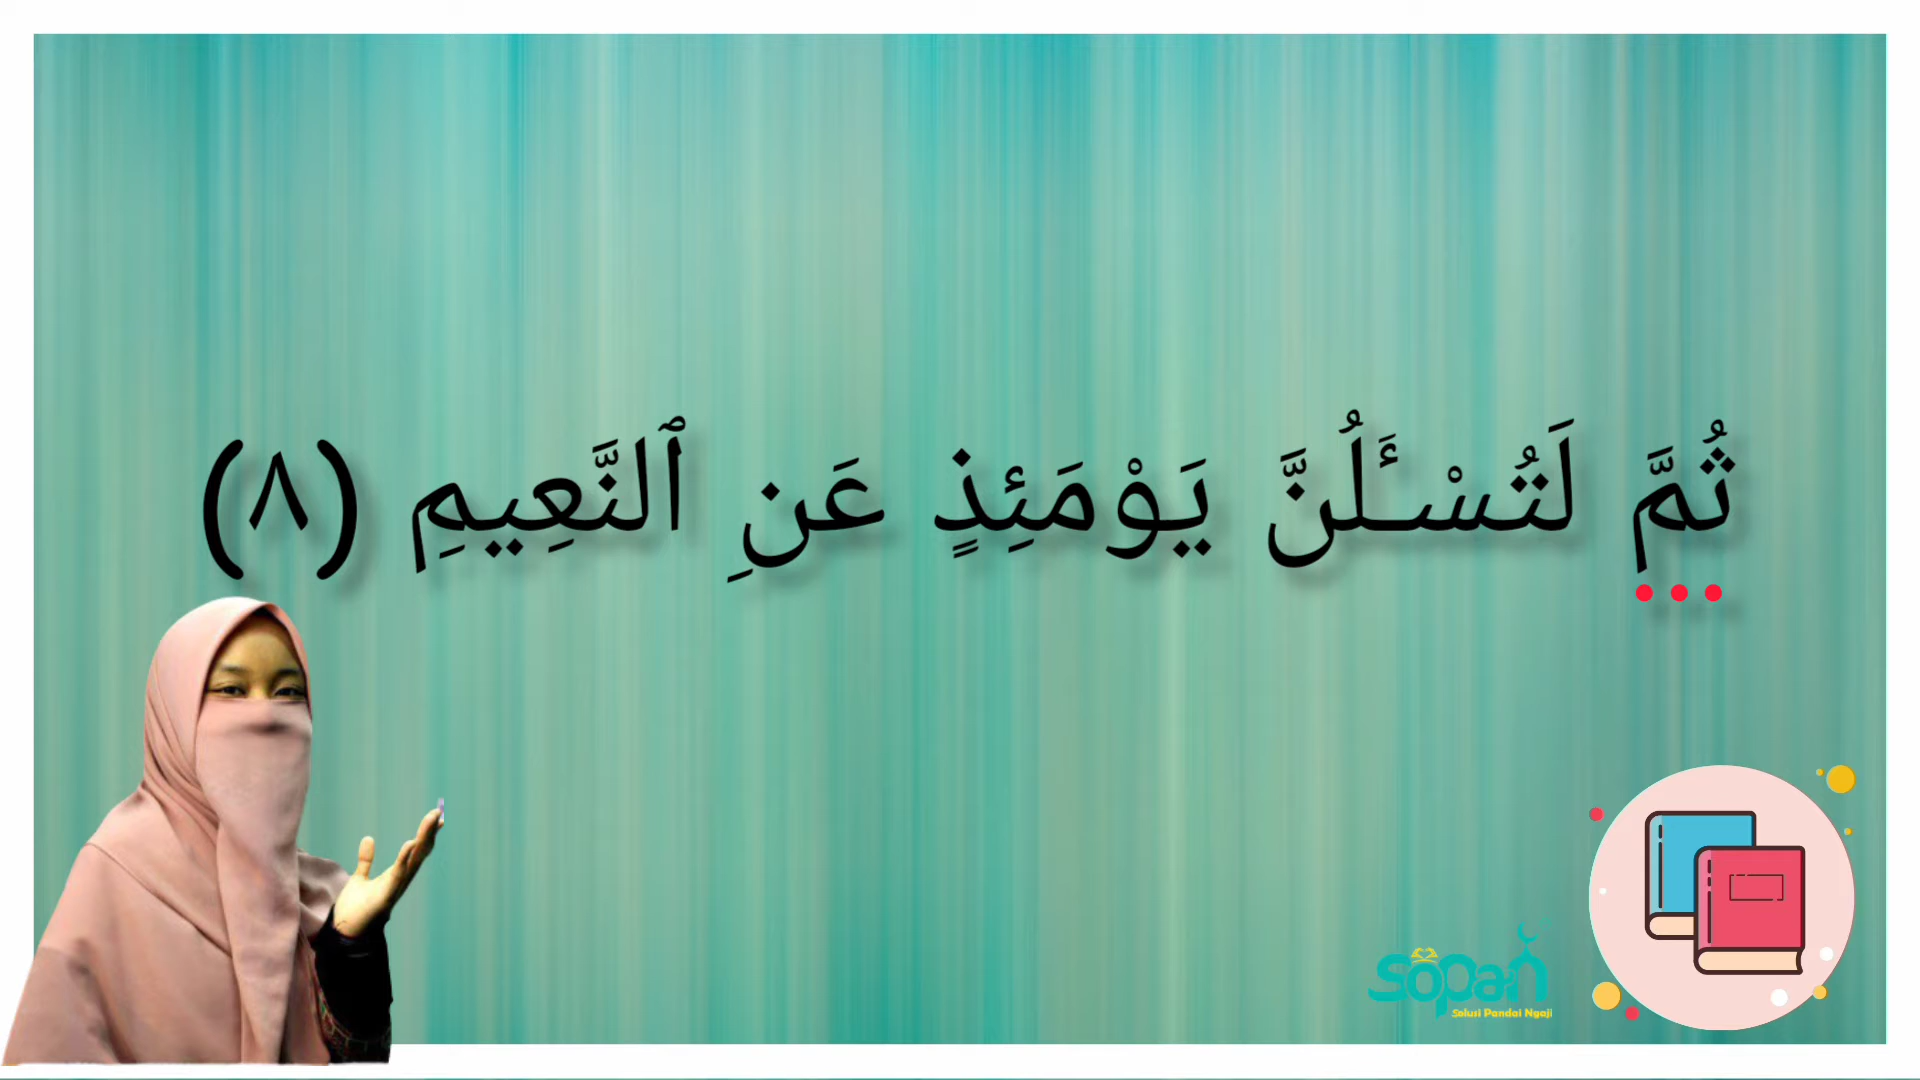 ثُمَّ لَتُسْـَٔلُنَّ يَوْمَئِذٍ عَنِ ٱلنَّعِيمِ (٨)
sopan
Solusi Pandai Ngaji